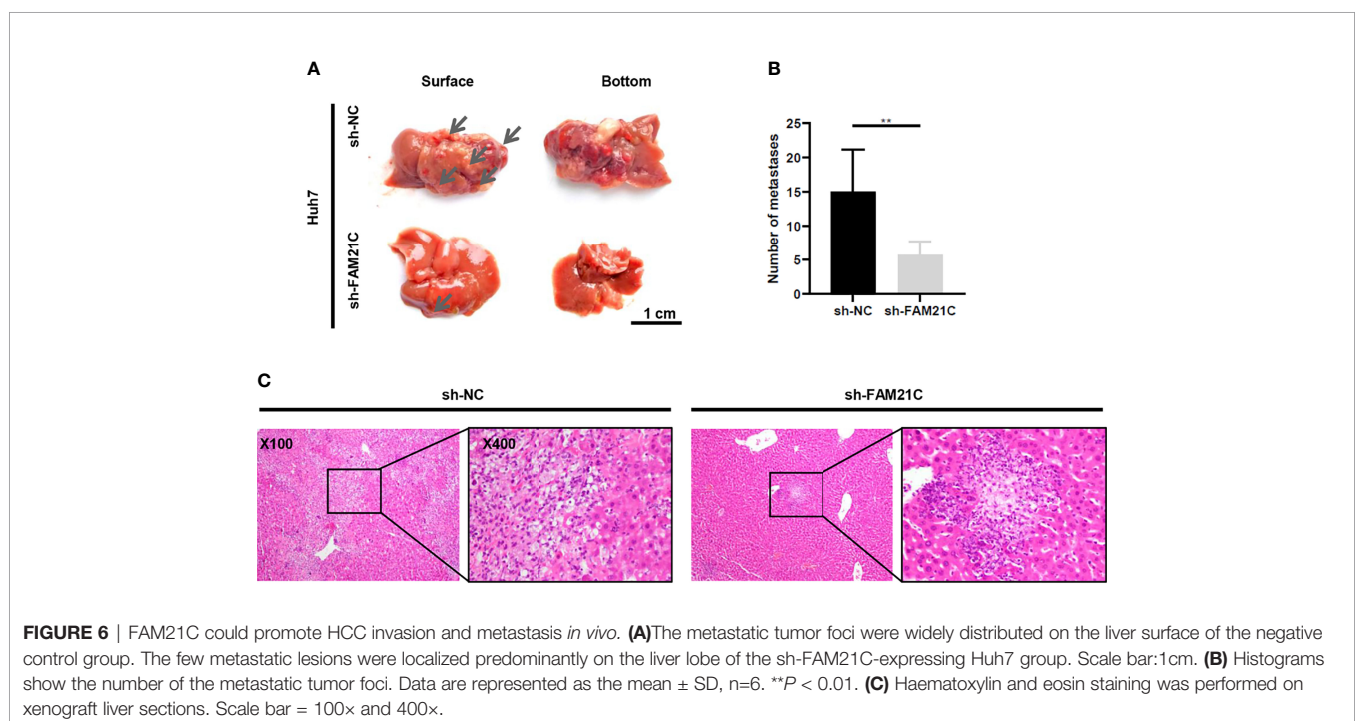 A
B
Surface
Bottom
Huh7
sh-NC
sh-FAM21C
1 cm
Number of metastases
25
20
15
10
5
0
**
sh-NC
sh-FAM21C
C
sh-NC
sh-FAM21C
X100
X400
FIGURE 6 | FAM21C could promote HCC invasion and metastasis in vivo. (A)The metastatic tumor foci were widely distributed on the liver surface of the negative
control group. The few metastatic lesions were localized predominantly on the liver lobe of the sh-FAM21C-expressing Huh7 group. Scale bar:1cm. (B) Histograms
show the number of the metastatic tumor foci. Data are represented as the mean ± SD, n=6. **P < 0.01. (C) Haematoxylin and eosin staining was performed on
xenograft liver sections. Scale bar = 100× and 400×.